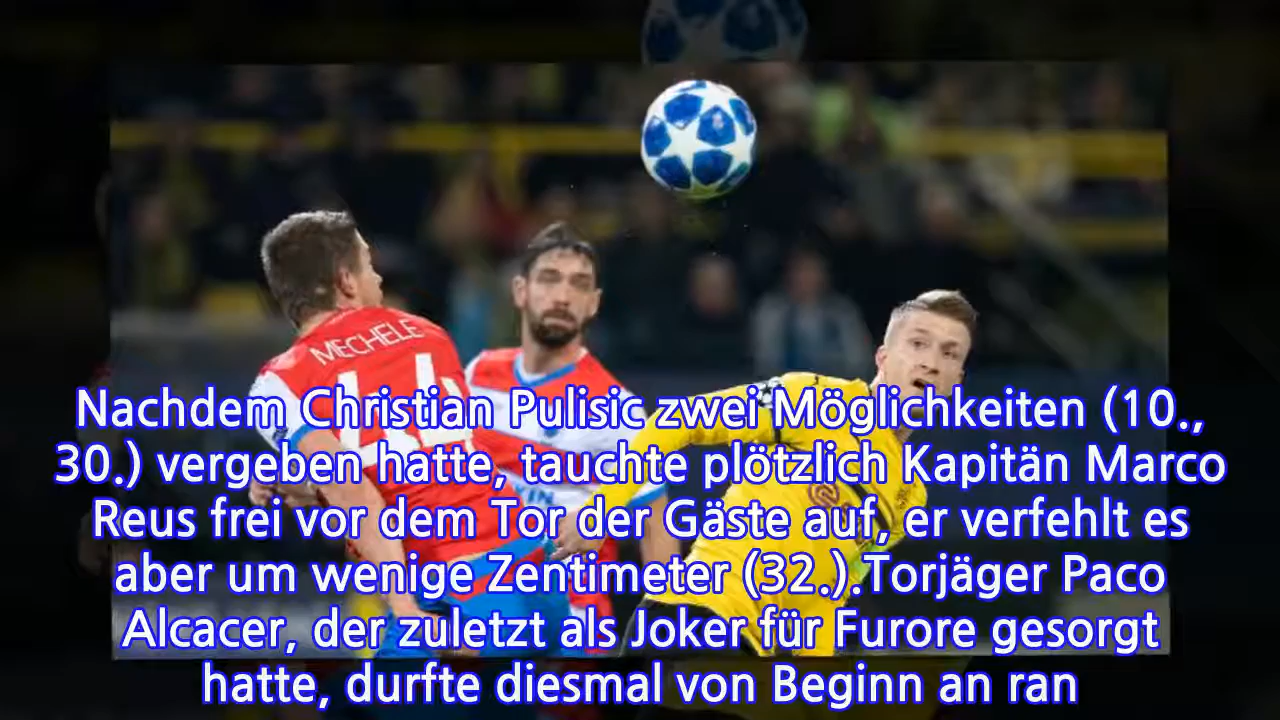 MECHELE
44
Nachdem Christian Pulisic zwei Möglichkeiten (10.,
30.) vergeben hatte, tauchte plötzlich Kapitän Marco
Reus frei vor dem Tor der Gäste auf, er verfehlt es
aber um wenige Zentimeter (32.).Torjäger Paco
Alcacer, der zuletzt als Joker für Furore gesorgt
hatte, durfte diesmal von Beginn an ran